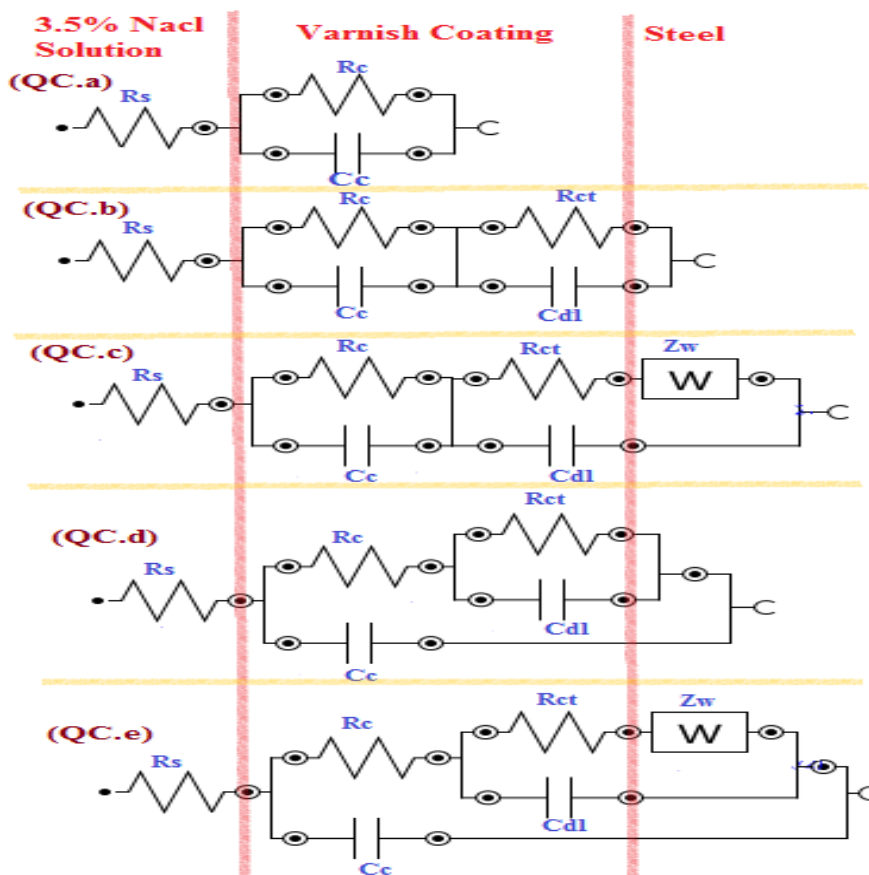 3.5% Nacl
Solution
Varnish Coating
Steel
(QC.a)
Rs
Rc
Cc
(QC.b)
Rs
Rc
Rct
Cc
Cdl
(QC.c)
Rs
Rc
Rct
Zw
W
Cc
Cdl
(QC.d)
Rs
Rc
Rct
Cdl
Cc
(QC.e)
Rs
Rc
Rct
Zw
W
Cdl
Cc